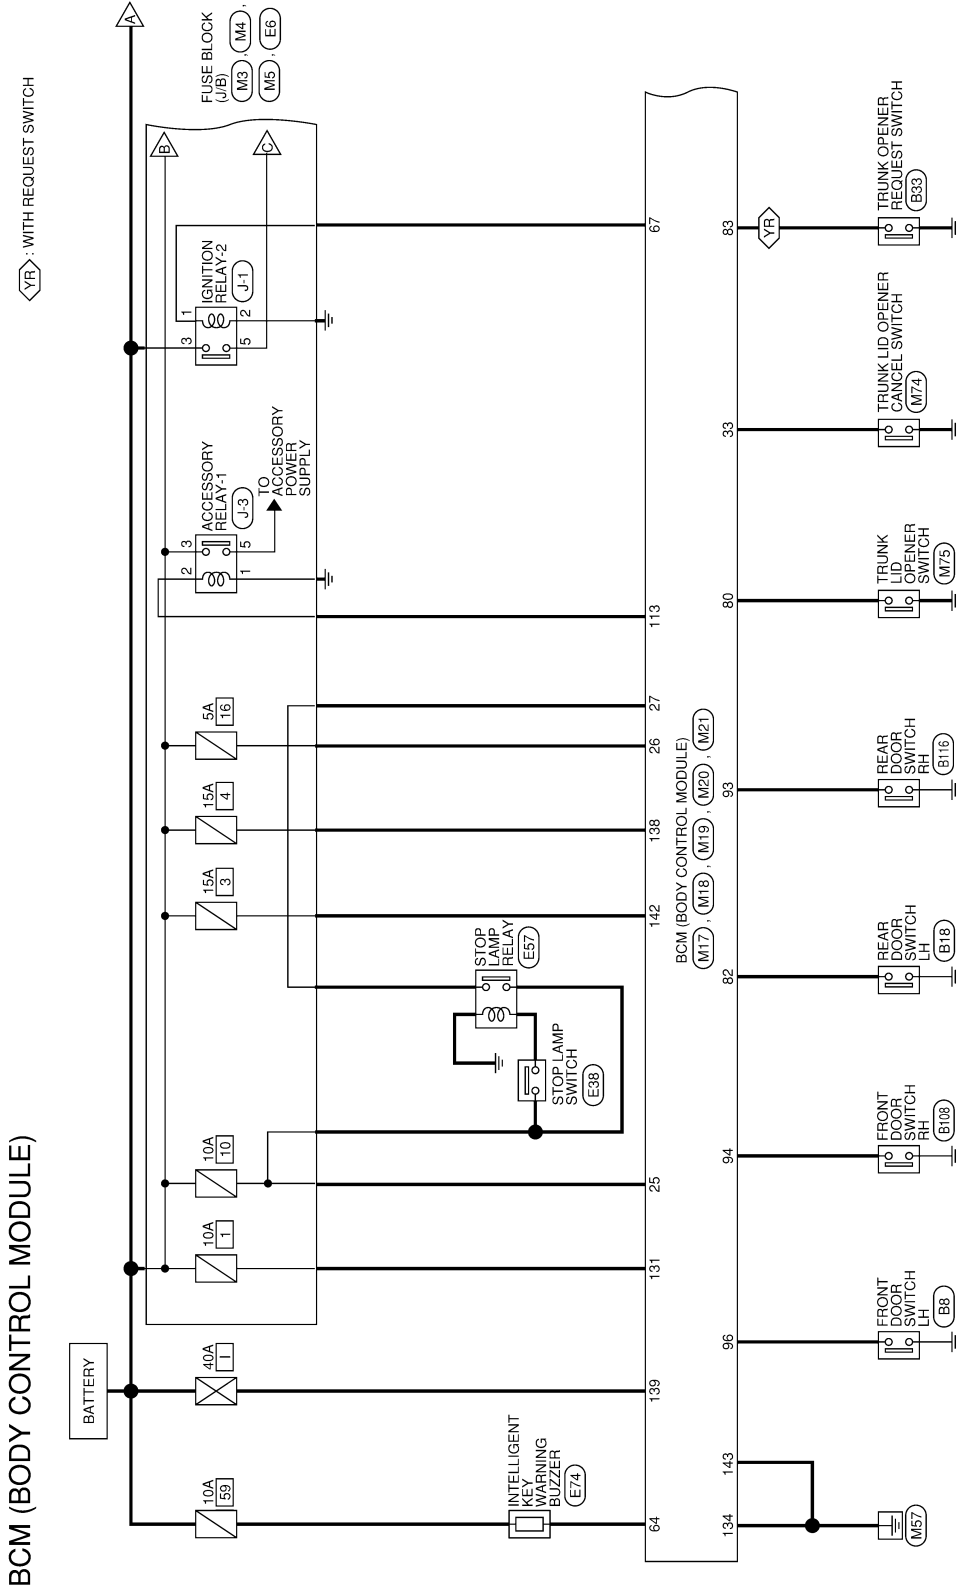 BCM (BODY CONTROL MODULE)
YR : WITH REQUEST SWITCH
BATTERY
A
FUSE BLOCK
(J/B)
M3 , M4 ,
M5 , E6
B
C
10A
59
40A
I
10A
1
10A
10
15A
3
15A
4
5A
16
ACCESSORY
RELAY-1
J-3
2
3
1
5
TO
ACCESSORY
POWER
SUPPLY
IGNITION
RELAY-2
J-1
3
1
5
2
INTELLIGENT
KEY
WARNING
BUZZER
E74
STOP LAMP
SWITCH
E38
STOP
LAMP
RELAY
E57
64
139
131
25
142
138
26
27
113
67
BCM (BODY CONTROL MODULE)
M17 , M18 , M19 , M20 , M21
134
143
96
94
82
93
80
33
83
YR
M57
FRONT
DOOR
SWITCH
LH
B8
FRONT
DOOR
SWITCH
RH
B108
REAR
DOOR
SWITCH
LH
B18
REAR
DOOR
SWITCH
RH
B116
TRUNK
LID
OPENER
SWITCH
M75
TRUNK LID OPENER
CANCEL SWITCH
M74
TRUNK OPENER
REQUEST SWITCH
B33